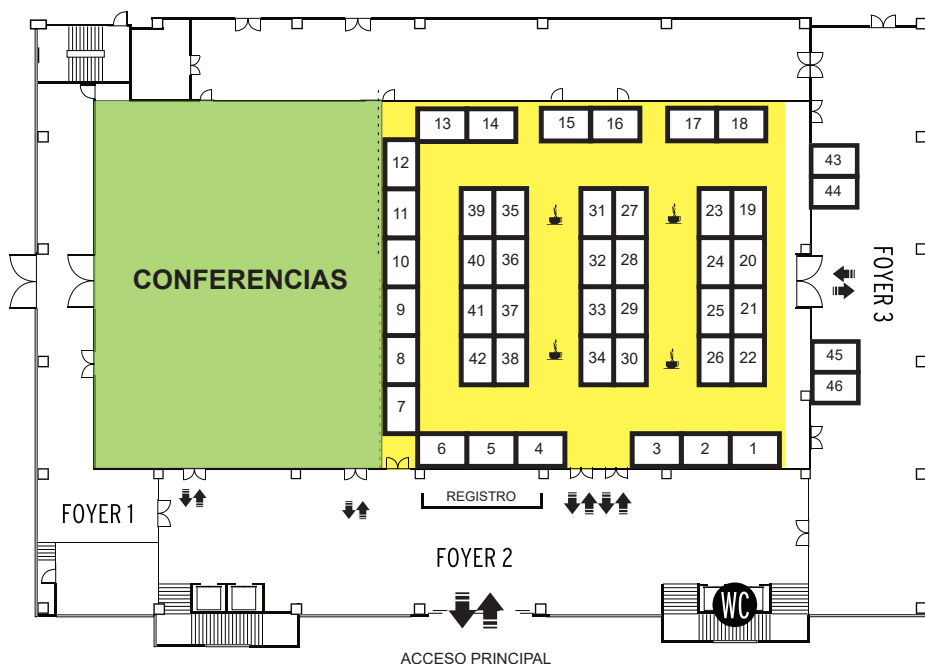 13 14 15 16 17 18
12
43
44
11 39 35 31 27 23 19
CONFERENCIAS
10 40 36 32 28 24 20
FOYER 3
9 41 37 33 29 25 21
8 42 38 34 30 26 22
45
46
7
6 5 4 3 2 1
REGISTRO
FOYER 1
FOYER 2
WC
ACCESO PRINCIPAL